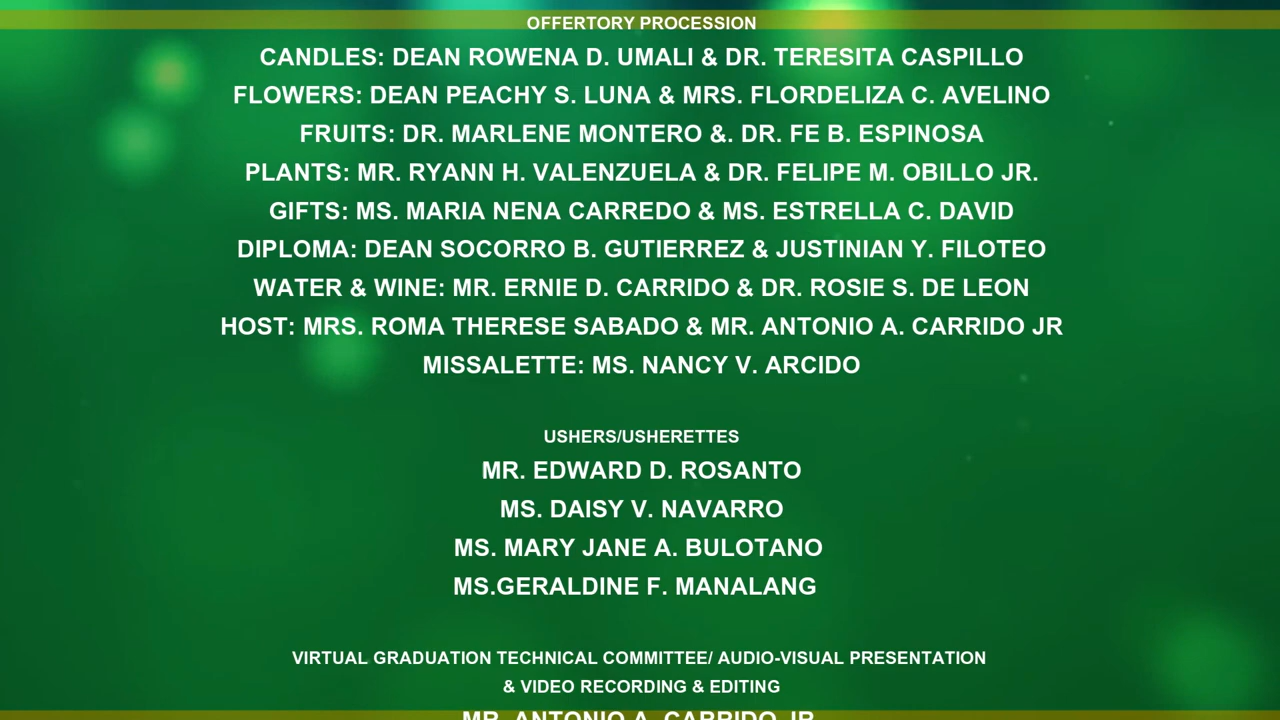 OFFERTORY PROCESSION
CANDLES: DEAN ROWENA D. UMALI & DR. TERESITA CASPILLO
FLOWERS: DEAN PEACHY S. LUNA & MRS. FLORDELIZA C. AVELINO
FRUITS: DR. MARLENE MONTERO &. DR. FE B. ESPINOSA
PLANTS: MR. RYANN H. VALENZUELA & DR. FELIPE M. OBILLO JR.
GIFTS: MS. MARIA NENA CARREDO & MS. ESTRELLA C. DAVID
DIPLOMA: DEAN SOCORRO B. GUTIERREZ & JUSTINIAN Y. FILOTEO
WATER & WINE: MR. ERNIE D. CARRIDO & DR. ROSIE S. DE LEON
HOST: MRS. ROMA THERESE SABADO & MR. ANTONIO A. CARRIDO JR
MISSALETTE: MS. NANCY V. ARCIDO
USHERS/USHERETTES
MR. EDWARD D. ROSANTO
MS. DAISY V. NAVARRO
MS. MARY JANE A. BULOTANO
MS.GERALDINE F. MANALANG
VIRTUAL GRADUATION TECHNICAL COMMITTEE/ AUDIO-VISUAL PRESENTATION
& VIDEO RECORDING & EDITING
MR. ANTONIO A. CARRIDO JR.